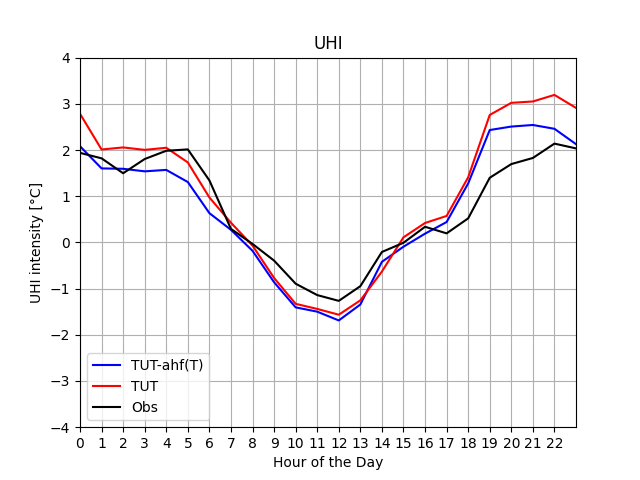 UHI
4
3
2
1
0
−1
−2
−3
−4
UHI intensity [°C]
TUT-ahf(T)
TUT
Obs
0 1 2 3 4 5 6 7 8 9 10 11 12 13 14 15 16 17 18 19 20 21 22
Hour of the Day